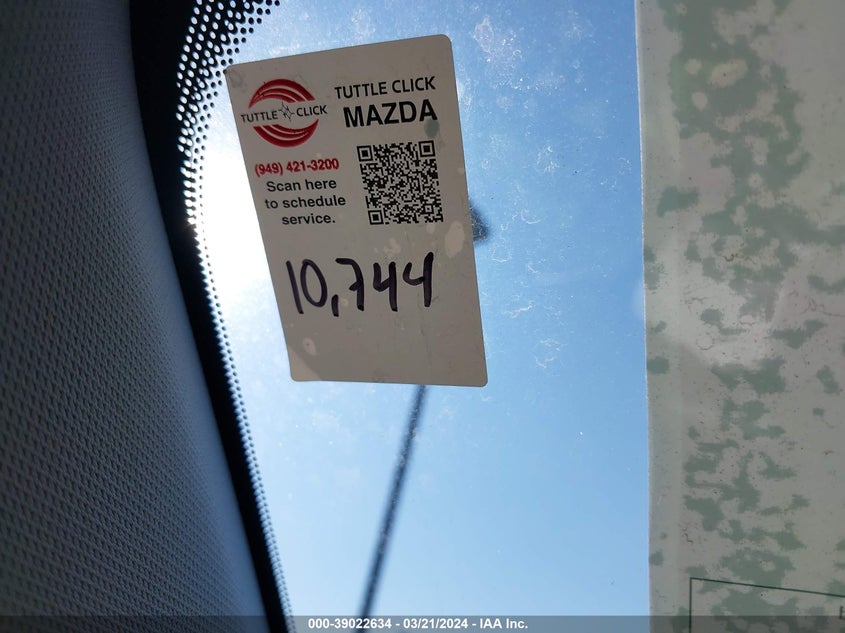 TUTTLE CLICK
TUTTLE CLICK
MAZDA
(949) 421-3200
Scan here
to schedule
service.
10,744
000-39022634 - 03/21/2024 - IAA Inc.